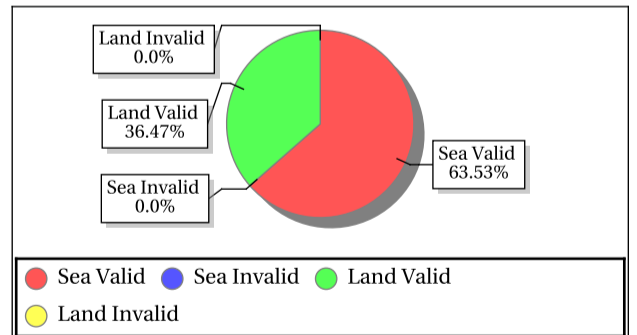 Land Invalid
0.0%
Land Valid
36.47%
Sea Invalid
0.0%
Sea Valid
63.53%
Sea Valid Sea Invalid Land Valid
Land Invalid